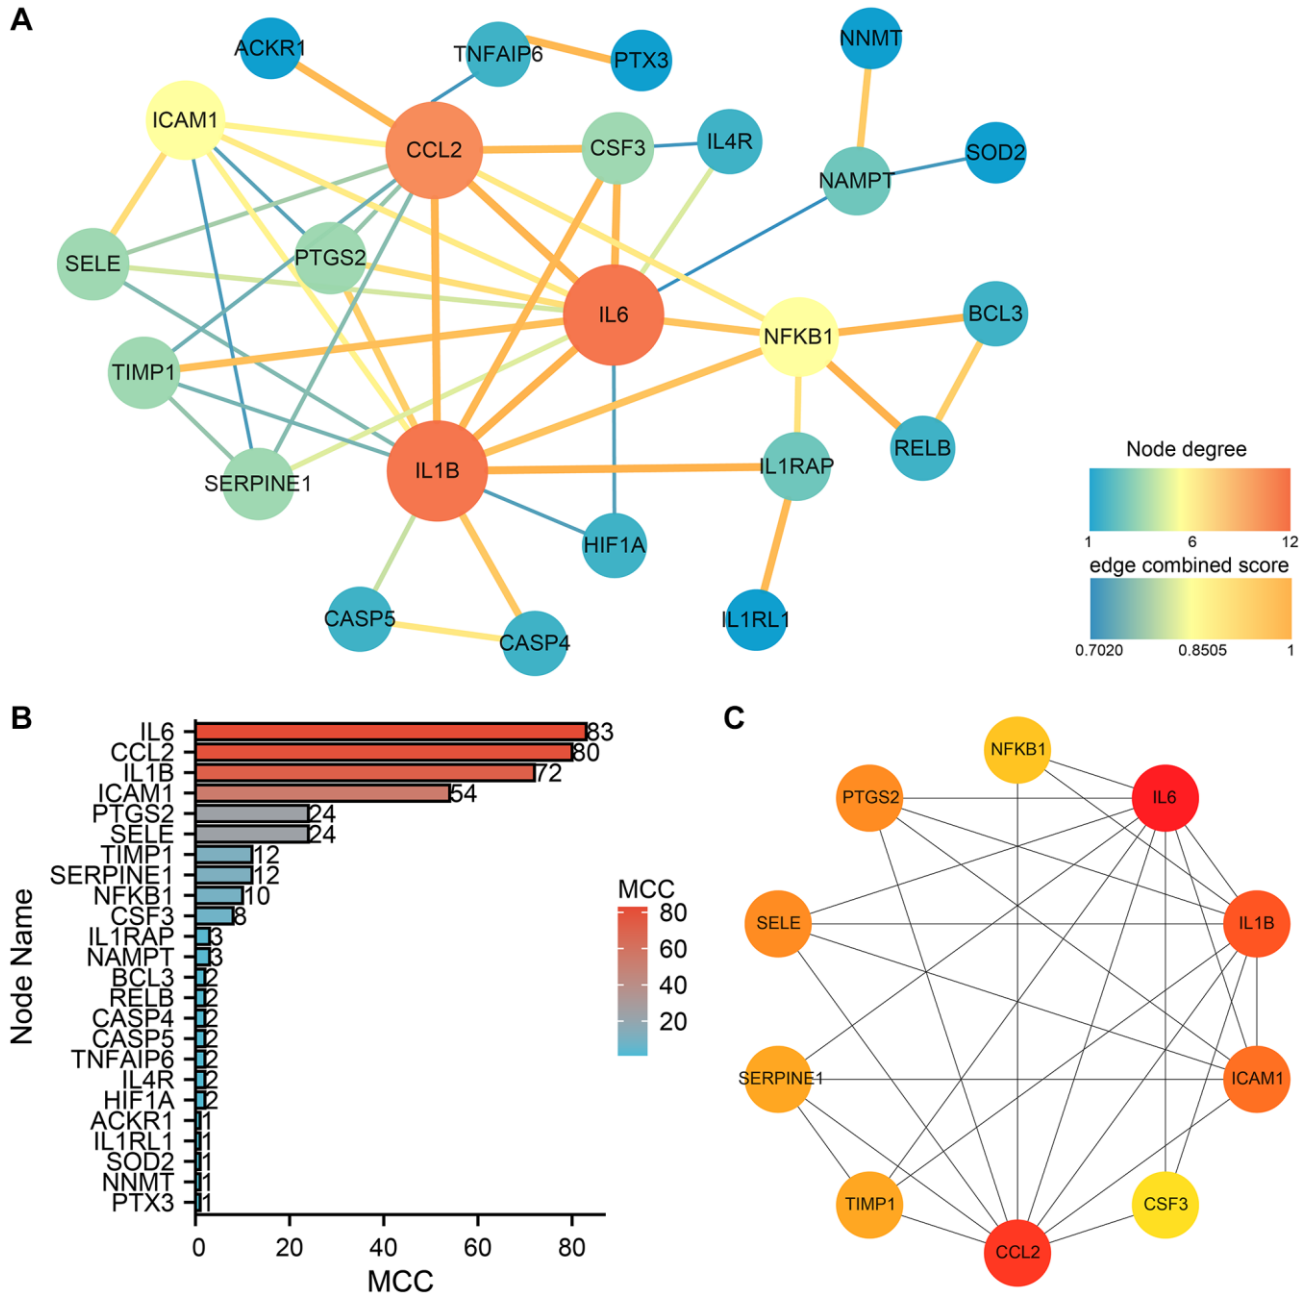 A
ACKR1
TNFAIP6
PTX3
NNMT
ICAM1
CCL2
CSF3
IL4R
SOD2
NAMPT
SELE
PTGS2
IL6
NFKB1
BCL3
TIMP1
SERPINE1
IL1B
IL1RAP
RELB
HIF1A
CASP5
CASP4
IL1RL1
Node degree
1 6 12
edge combined score
0.7020 0.8505 1
B
Node Name
IL6 83
CCL2 80
IL1B 72
ICAM1 54
PTGS2 24
SELE 24
TIMP1 12
SERPINE1 12
NFKB1 10
CSF3 8
IL1RAP 3
NAMPT 3
BCL3 2
RELB 2
CASP4 2
CASP5 2
TNFAIP6 2
IL4R 2
HIF1A 2
ACKR1 1
IL1RL1 1
SOD2 1
NNMT 1
PTX3 1
0 20 40 60 80
MCC
MCC
80
60
40
20
C
NFKB1
PTGS2
IL6
SELE
IL1B
SERPINE1
ICAM1
TIMP1
CSF3
CCL2